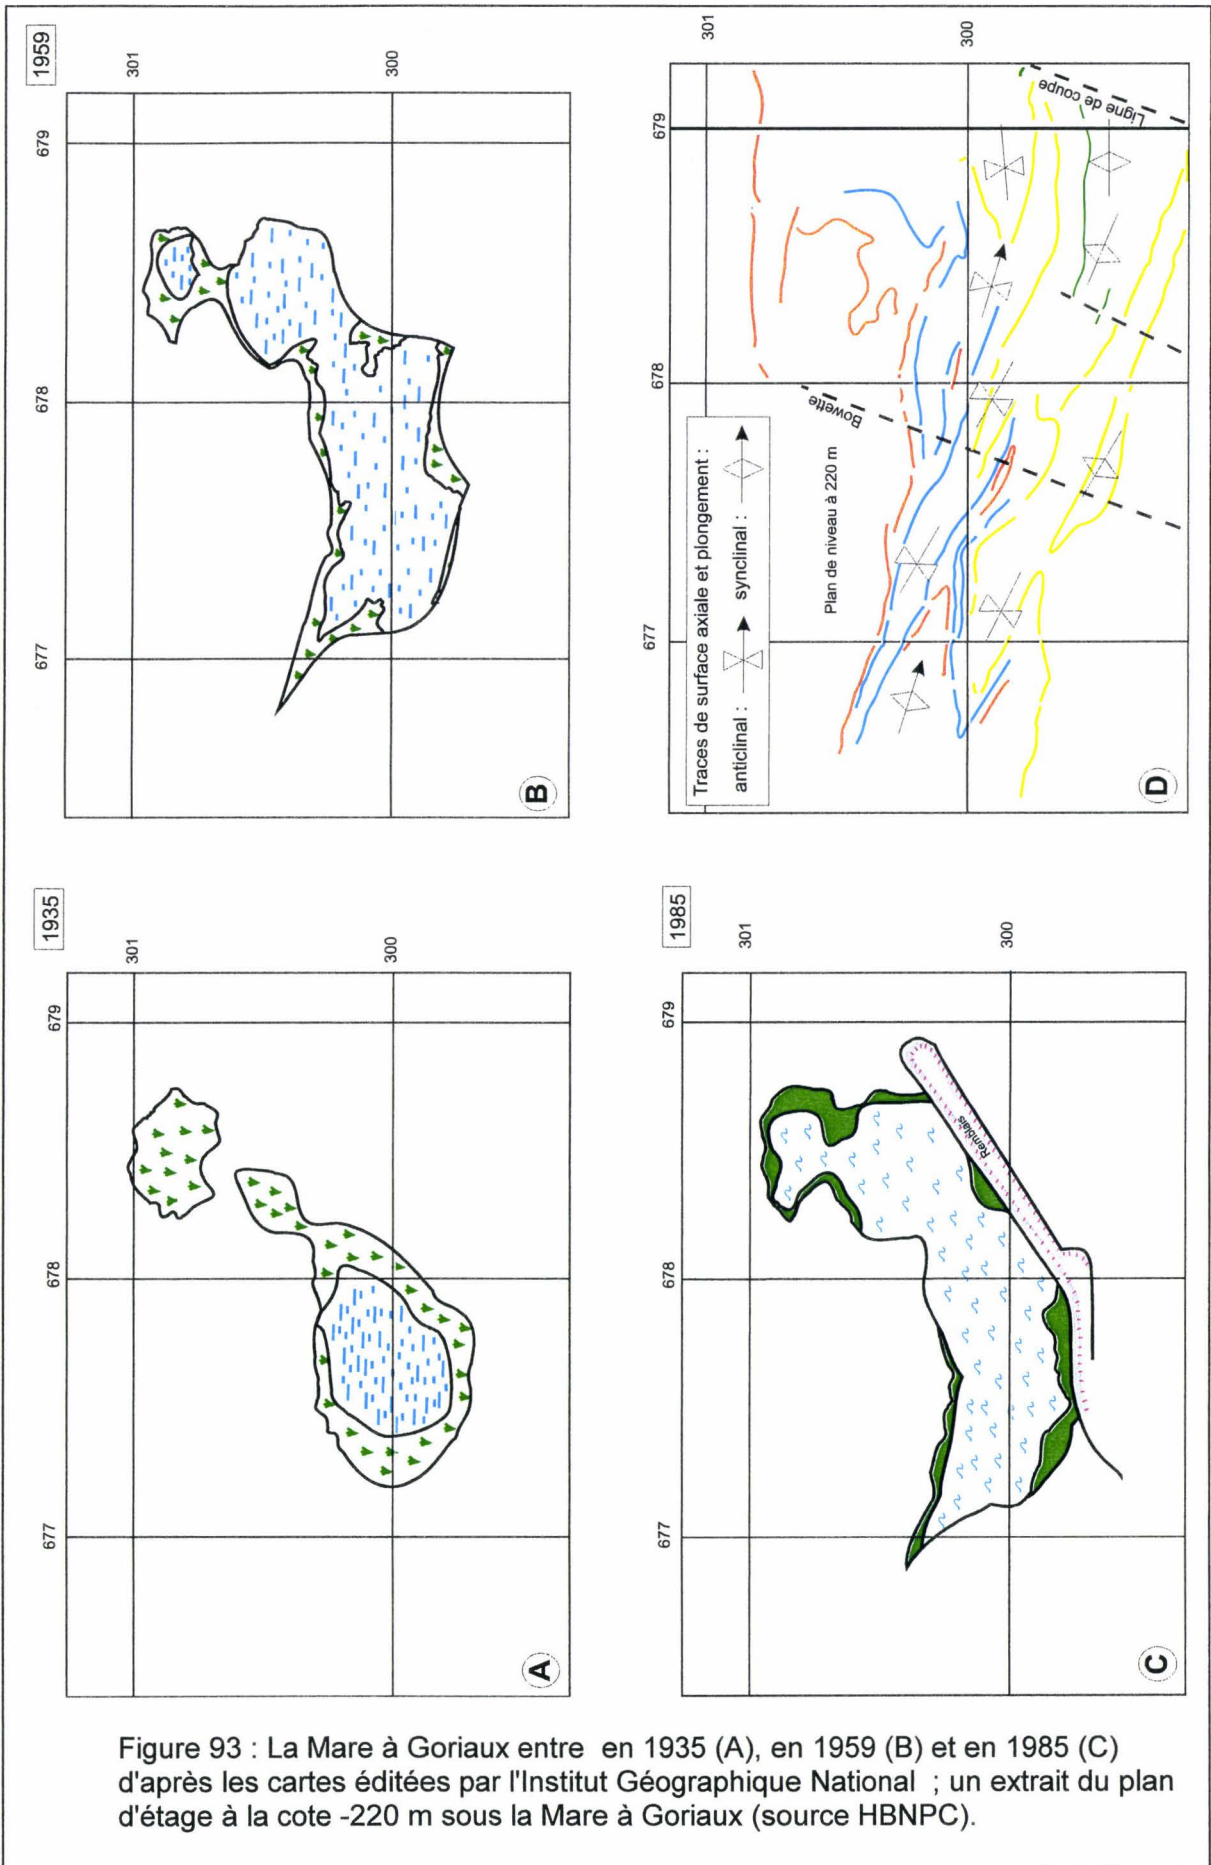 1935
301
300
677
678
679
A
1959
301
300
677
678
679
B
1985
301
300
677
678
679
Remblais
C
301
300
677
678
679
Traces de surface axiale et plongement :
anticlinal :
synclinal :
Plan de niveau à 220 m
Bowette
Ligne de coupe
D
Figure 93 : La Mare à Goriaux entre en 1935 (A), en 1959 (B) et en 1985 (C)
d'après les cartes éditées par l'Institut Géographique National ; un extrait du plan
d'étage à la cote -220 m sous la Mare à Goriaux (source HBNPC).